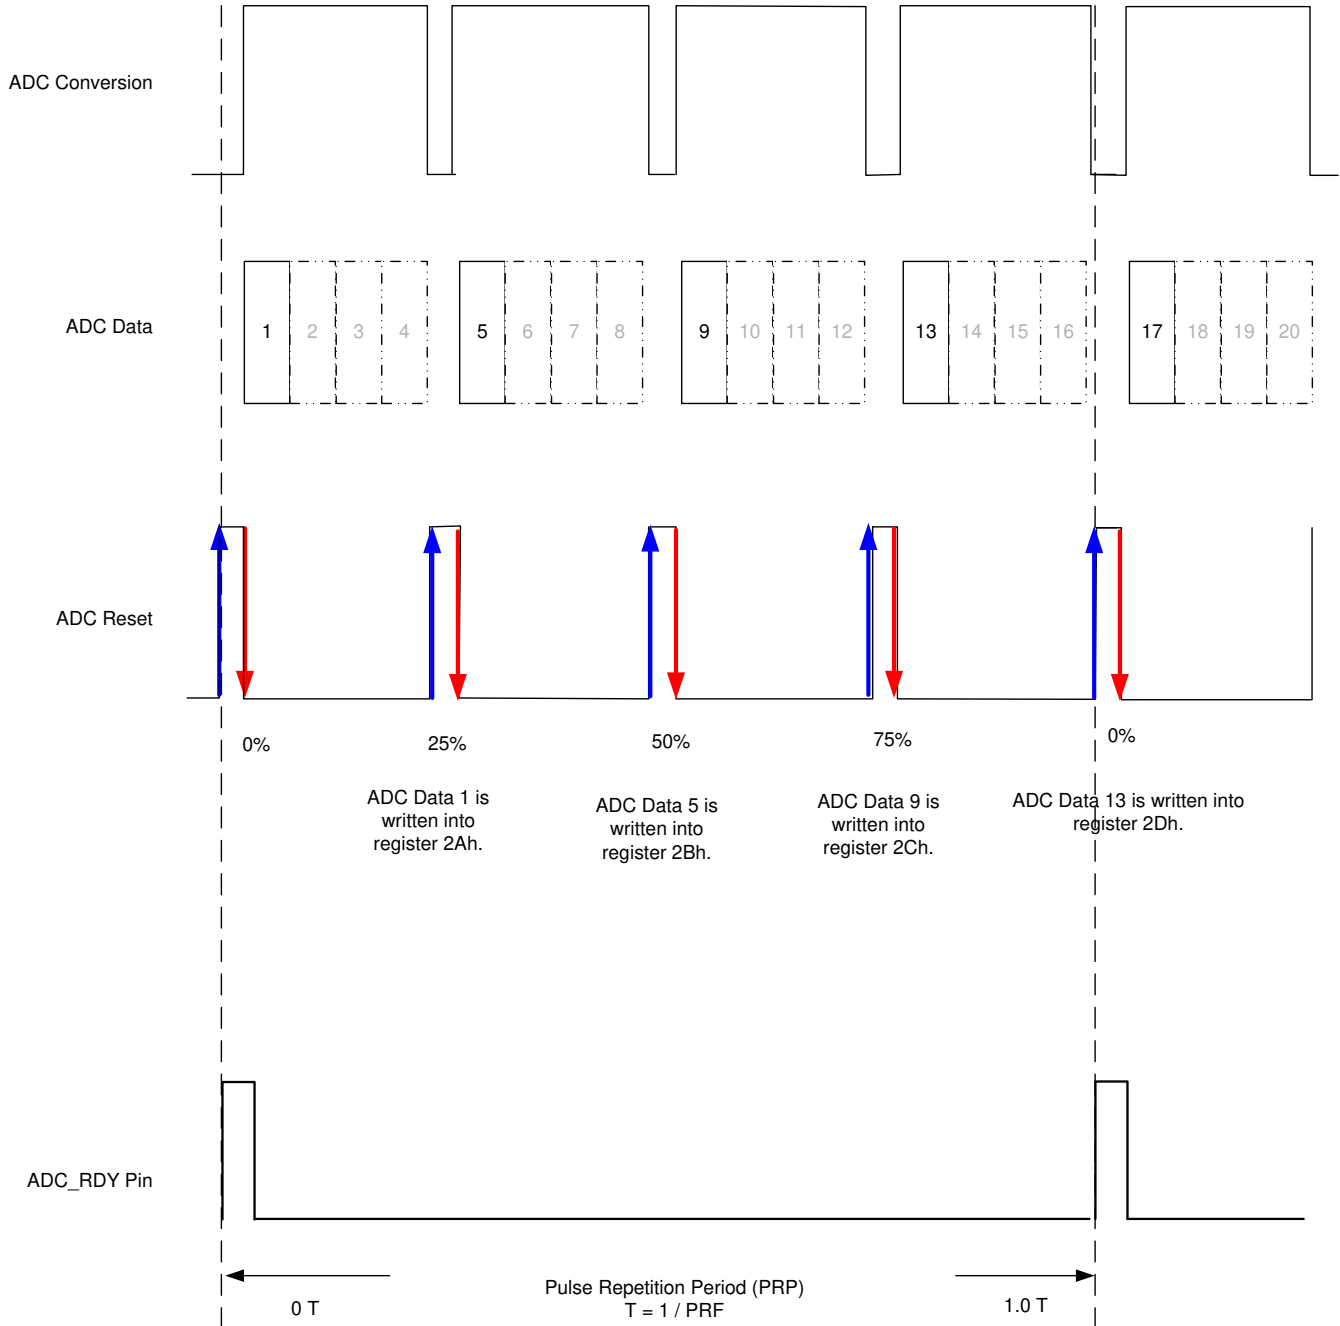 ADC Conversion
ADC Data
1 2 3 4 5 6 7 8 9 10 11 12 13 14 15 16 17 18 19 20
ADC Reset
0% 25% 50% 75% 0%
ADC Data 1 is
written into
register 2Ah.
ADC Data 5 is
written into
register 2Bh.
ADC Data 9 is
written into
register 2Ch.
ADC Data 13 is written into
register 2Dh.
ADC_RDY Pin
0 T
Pulse Repetition Period (PRP)
T = 1 / PRF
1.0 T